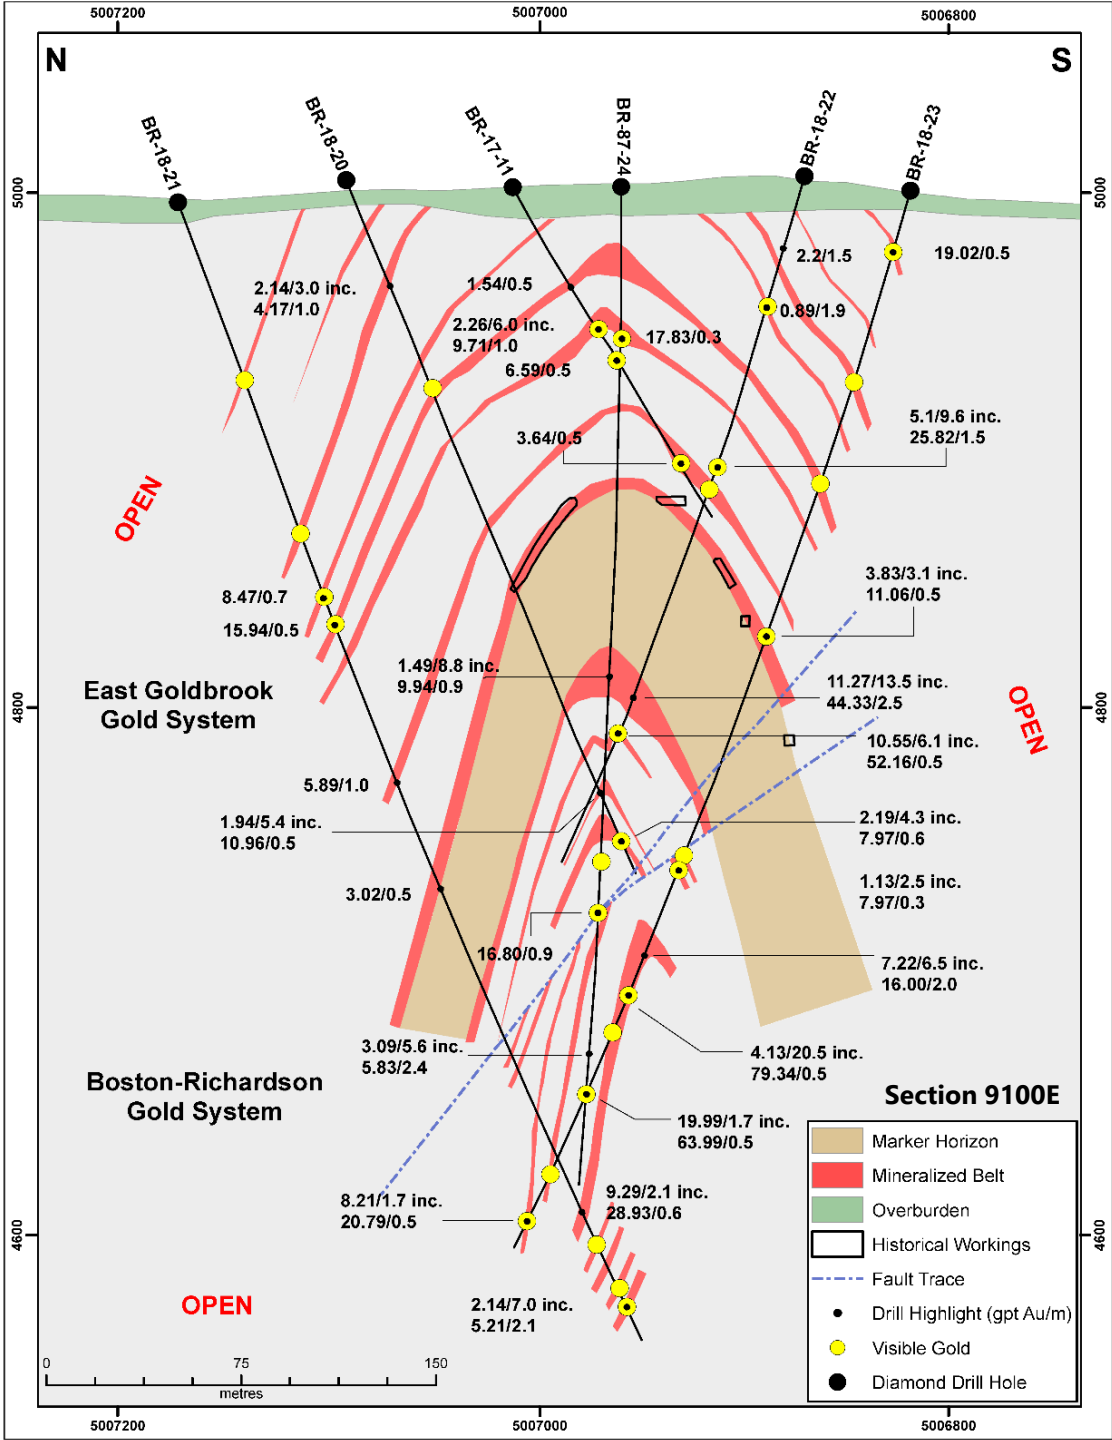 5007200
5007000
5006800
N
S
BR-18-21
BR-18-20
BR-17-11
BR-87-24
BR-18-22
BR-18-23
5000
5000
2.14/3.0 inc.
4.17/1.0
1.54/0.5
2.26/6.0 inc.
9.71/1.0
6.59/0.5
17.83/0.3
2.2/1.5
0.89/1.9
19.02/0.5
3.64/0.5
5.1/9.6 inc.
25.82/1.5
OPEN
8.47/0.7
15.94/0.5
3.83/3.1 inc.
11.06/0.5
1.49/8.8 inc.
9.94/0.9
East Goldbrook
Gold System
11.27/13.5 inc.
44.33/2.5
OPEN
4800
4800
10.55/6.1 inc.
52.16/0.5
5.89/1.0
1.94/5.4 inc.
10.96/0.5
2.19/4.3 inc.
7.97/0.6
3.02/0.5
1.13/2.5 inc.
7.97/0.3
16.80/0.9
7.22/6.5 inc.
16.00/2.0
3.09/5.6 inc.
5.83/2.4
4.13/20.5 inc.
79.34/0.5
Boston-Richardson
Gold System
Section 9100E
19.99/1.7 inc.
63.99/0.5
8.21/1.7 inc.
20.79/0.5
9.29/2.1 inc.
28.93/0.6
4600
4600
OPEN
2.14/7.0 inc.
5.21/2.1
Marker Horizon
Mineralized Belt
Overburden
Historical Workings
Fault Trace
Drill Highlight (gpt Au/m)
Visible Gold
Diamond Drill Hole
0
75
150
metres
5007200
5007000
5006800